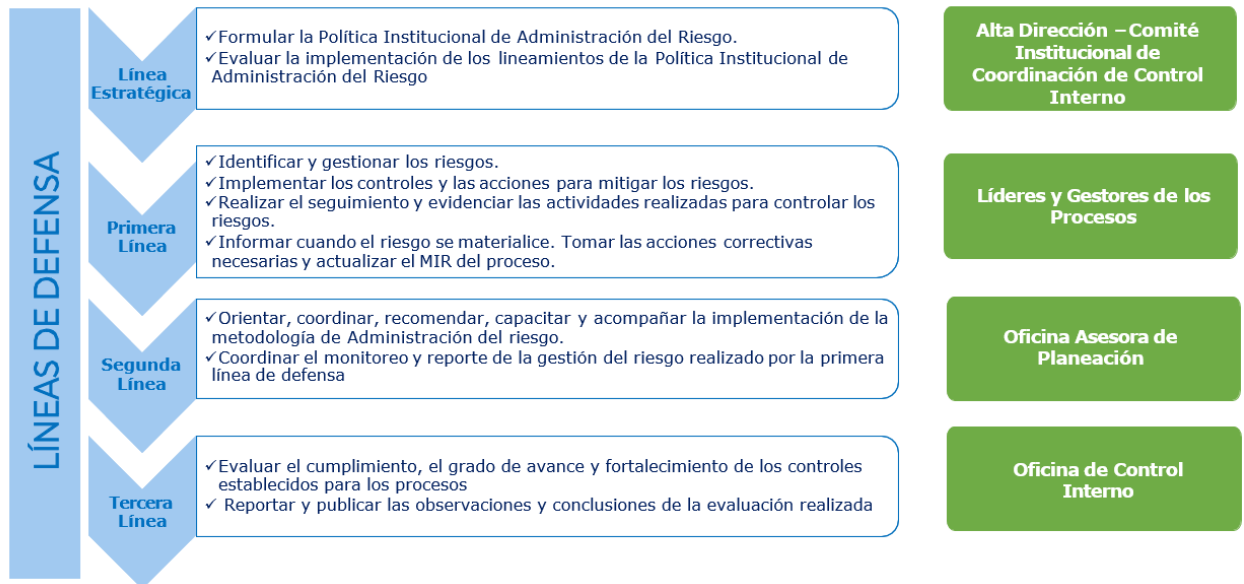 LÍNEAS DE DEFENSA
Línea
Estratégica
✓Formular la Política Institucional de Administración del Riesgo.
✓Evaluar la implementación de los lineamientos de la Política Institucional de
Administración del Riesgo
Alta Dirección – Comité
Institucional de
Coordinación de Control
Interno
Primera
Línea
✓Identificar y gestionar los riesgos.
✓Implementar los controles y las acciones para mitigar los riesgos.
✓Realizar el seguimiento y evidenciar las actividades realizadas para controlar los
riesgos.
✓Informar cuando el riesgo se materialice. Tomar las acciones correctivas
necesarias y actualizar el MIR del proceso.
Líderes y Gestores de los
Procesos
Segunda
Línea
✓Orientar, coordinar, recomendar, capacitar y acompañar la implementación de la
metodología de Administración del riesgo.
✓Coordinar el monitoreo y reporte de la gestión del riesgo realizado por la primera
línea de defensa
Oficina Asesora de
Planeación
Tercera
Línea
✓Evaluar el cumplimiento, el grado de avance y fortalecimiento de los controles
establecidos para los procesos
✓ Reportar y publicar las observaciones y conclusiones de la evaluación realizada
Oficina de Control
Interno